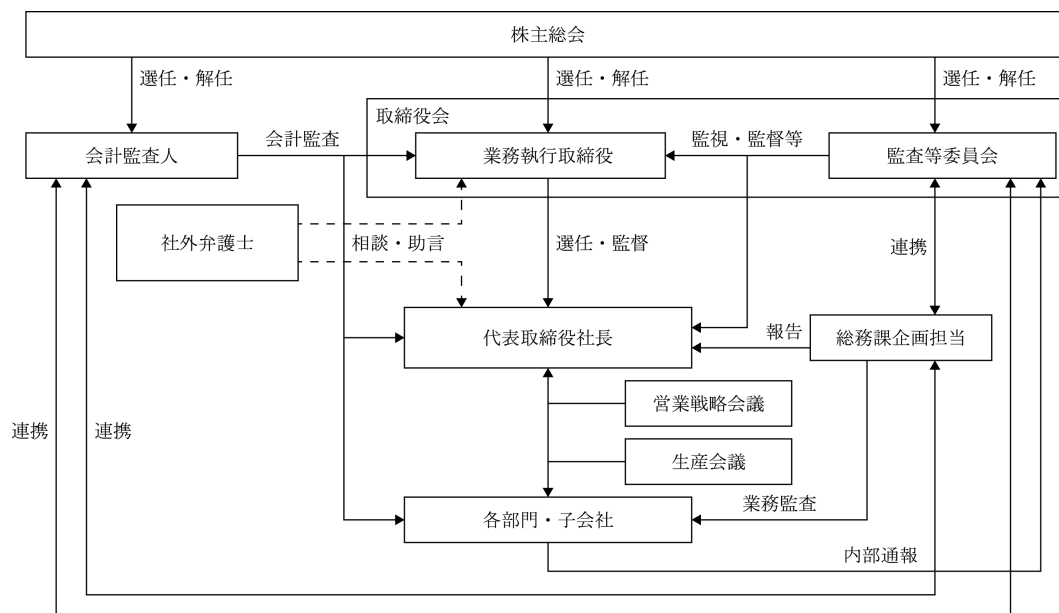 株主総会
選任・解任
選任・解任
選任・解任
取締役会
会計監査人
会計監査
業務執行取締役
監視・監督等
監査等委員会
社外弁護士
相談・助言
選任・監督
連携
代表取締役社長
報告
総務課企画担当
営業戦略会議
連携
連携
生産会議
各部門・子会社
業務監査
内部通報